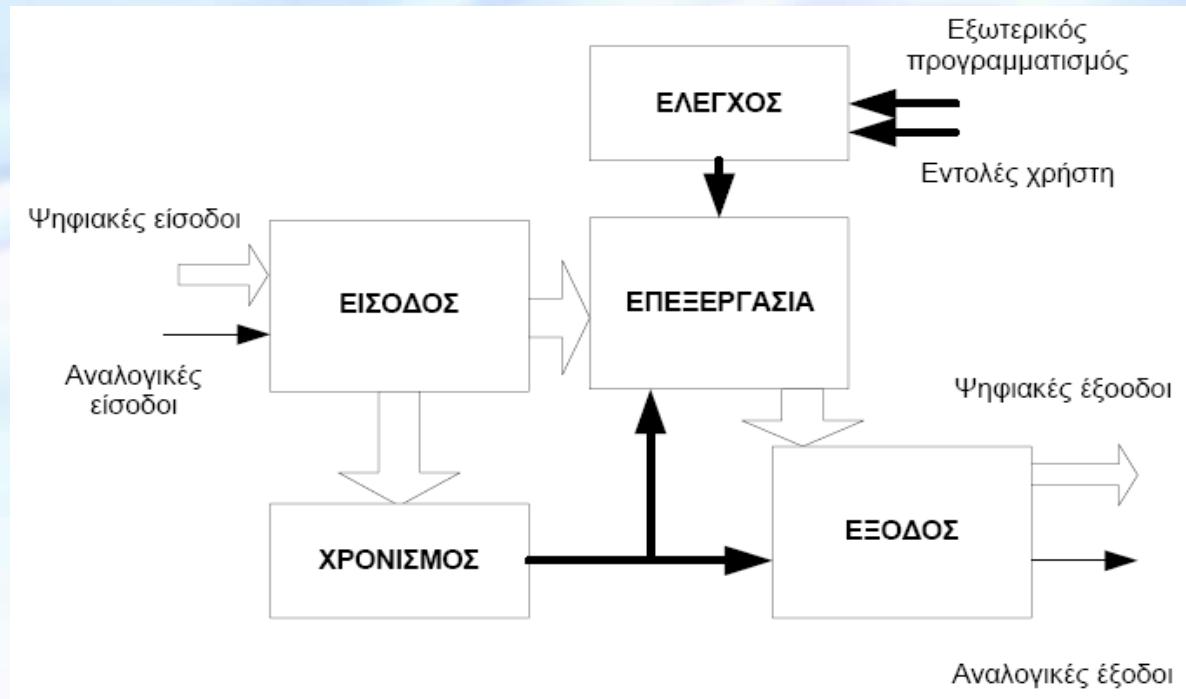 Εξωτερικός
προγραμματισμός
ΕΛΕΓΧΟΣ
Εντολές χρήστη
Ψηφιακές είσοδοι
ΕΙΣΟΔΟΣ
ΕΠΕΞΕΡΓΑΣΙΑ
Αναλογικές
είσοδοι
Ψηφιακές έξοοδοι
ΧΡΟΝΙΣΜΟΣ
ΕΞΟΔΟΣ
Αναλογικές έξοδοι